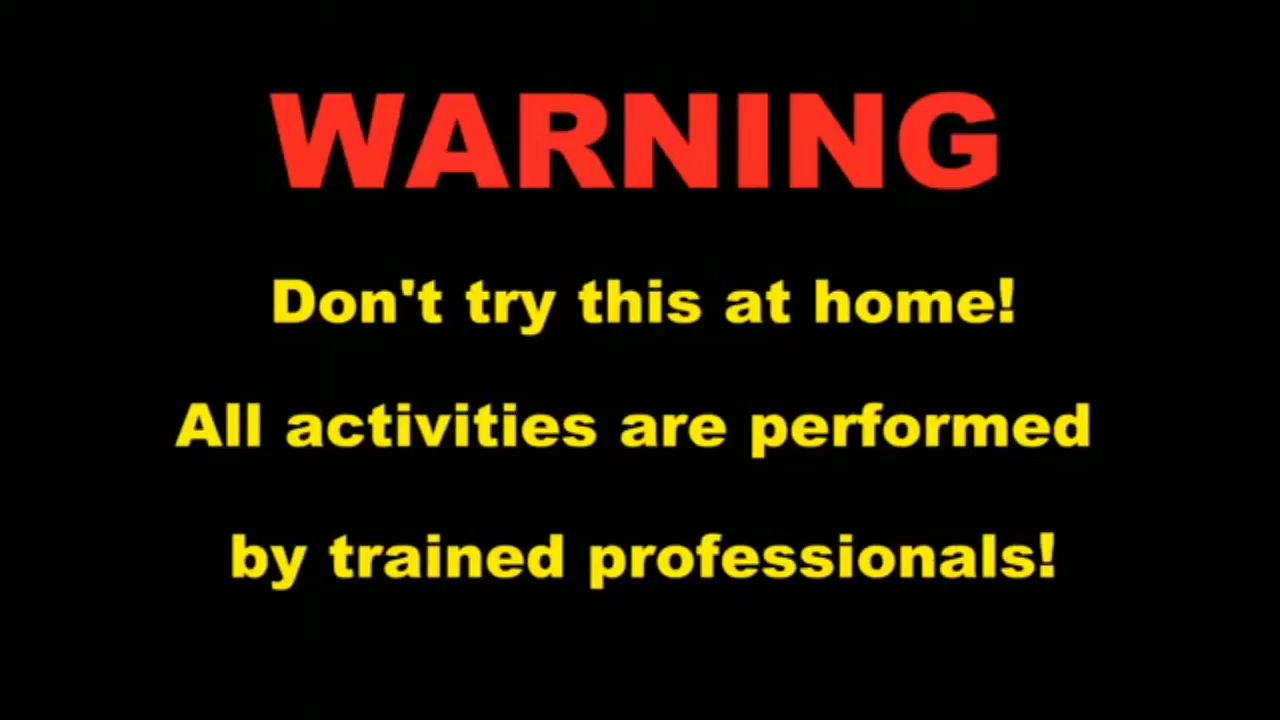 WARNING
Don't try this at home!
All activities are performed
by trained professionals!